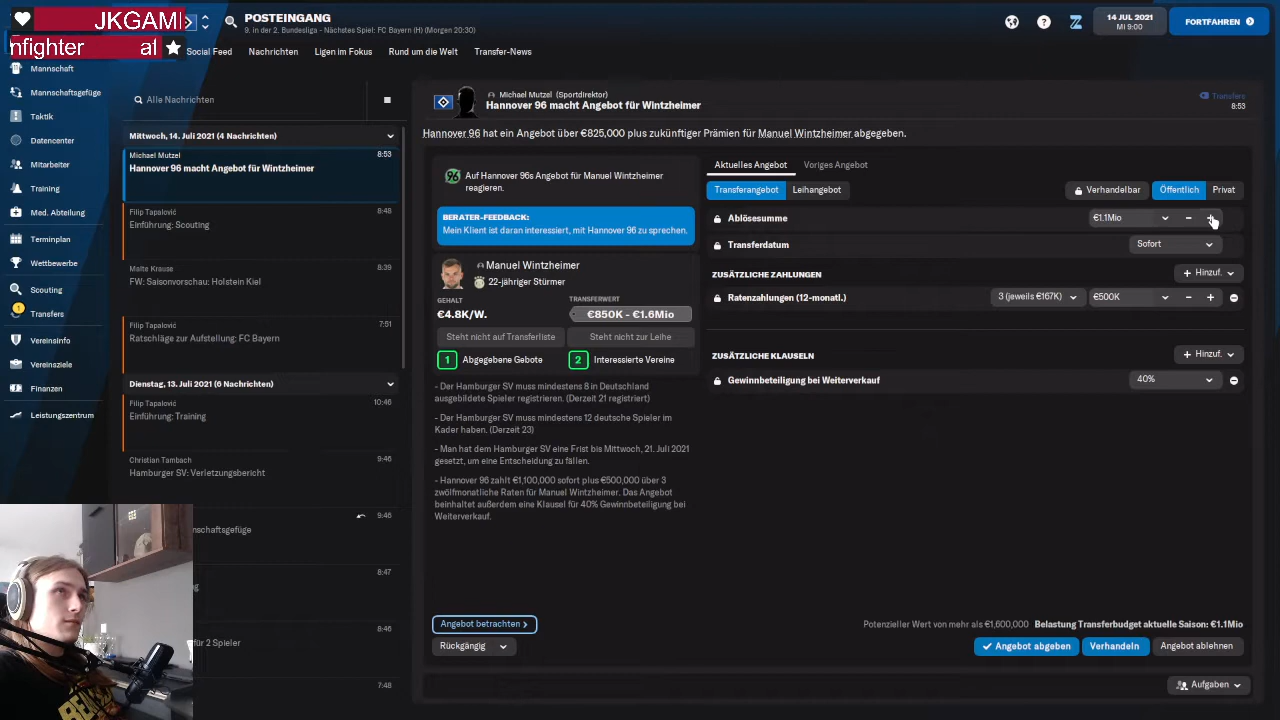 JKGAMI
nfighter al
POSTEINGANG
9. in der 2. Bundesliga - Nächstes Spiel: FC Bayern (H) (Morgen 20:30)
14 JUL 2021
MI 9:00
FORTFAHREN
Social Feed
Nachrichten
Ligen im Fokus
Rund um die Welt
Transfer-News
Mannschaft
Mannschaftsgefüge
Taktik
Datencenter
Mitarbeiter
Training
Med. Abteilung
Terminplan
Wettbewerbe
Scouting
1
Transfers
Vereinsinfo
Vereinsziele
Finanzen
Leistungszentrum
Alle Nachrichten
Mittwoch, 14. Juli 2021 (4 Nachrichten)
Michael Mutzel 8:53
Hannover 96 macht Angebot für Wintzheimer
Filip Tapalović 8:48
Einführung: Scouting
Malte Krause 8:39
FW: Saisonvorschau: Holstein Kiel
Filip Tapalović 7:51
Ratschläge zur Aufstellung: FC Bayern
Dienstag, 13. Juli 2021 (6 Nachrichten)
Filip Tapalović 10:46
Einführung: Training
Christian Tambach 9:46
Hamburger SV: Verletzungsbericht
9:46
nschaftsgefüge
8:47
8:46
für 2 Spieler
7:48
Michael Mutzel (Sportdirektor)
Hannover 96 macht Angebot für Wintzheimer
Transfers
8:53
Hannover 96 hat ein Angebot über €825,000 plus zukünftiger Prämien für Manuel Wintzheimer abgegeben.
Auf Hannover 96s Angebot für Manuel Wintzheimer
reagieren.
BERATER-FEEDBACK:
Mein Klient ist daran interessiert, mit Hannover 96 zu sprechen.
Manuel Wintzheimer
22-jähriger Stürmer
GEHALT
€4.8K/W.
TRANSFERWERT
€850K - €1.6Mio
Steht nicht auf Transferliste
Steht nicht zur Leihe
1 Abgegebene Gebote
2 Interessierte Vereine
- Der Hamburger SV muss mindestens 8 in Deutschland
ausgebildete Spieler registrieren. (Derzeit 21 registriert)
- Der Hamburger SV muss mindestens 12 deutsche Spieler im
Kader haben. (Derzeit 23)
- Man hat dem Hamburger SV eine Frist bis Mittwoch, 21. Juli 2021
gesetzt, um eine Entscheidung zu fällen.
- Hannover 96 zahlt €1,100,000 sofort plus €500,000 über 3
zwölfmonatliche Raten für Manuel Wintzheimer. Das Angebot
beinhaltet außerdem eine Klausel für 40% Gewinnbeteiligung bei
Weiterverkauf.
Aktuelles Angebot
Voriges Angebot
Transferangebot
Leihangebot
Verhandelbar
Öffentlich
Privat
Ablösesumme €1.1Mio
Transferdatum Sofort
ZUSÄTZLICHE ZAHLUNGEN Hinzuf.
Ratenzahlungen (12-monatl.) 3 (jeweils €167K) €500K
ZUSÄTZLICHE KLAUSELN Hinzuf.
Gewinnbeteiligung bei Weiterverkauf 40%
Angebot betrachten
Rückgängig
Potenzieller Wert von mehr als €1,600,000 Belastung Transferbudget aktuelle Saison: €1.1Mio
Angebot abgeben
Verhandeln
Angebot ablehnen
Aufgaben